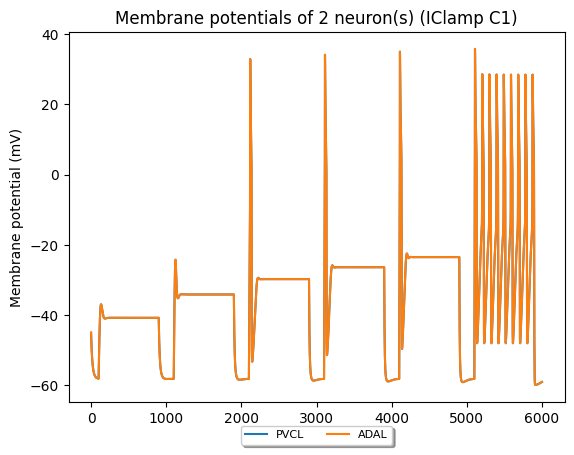 Membrane potentials of 2 neuron(s) (IClamp C1)
Membrane potential (mV)
40
20
0
−20
−40
−60
0 1000 2000 3000 4000 5000 6000
PVCL ADAL